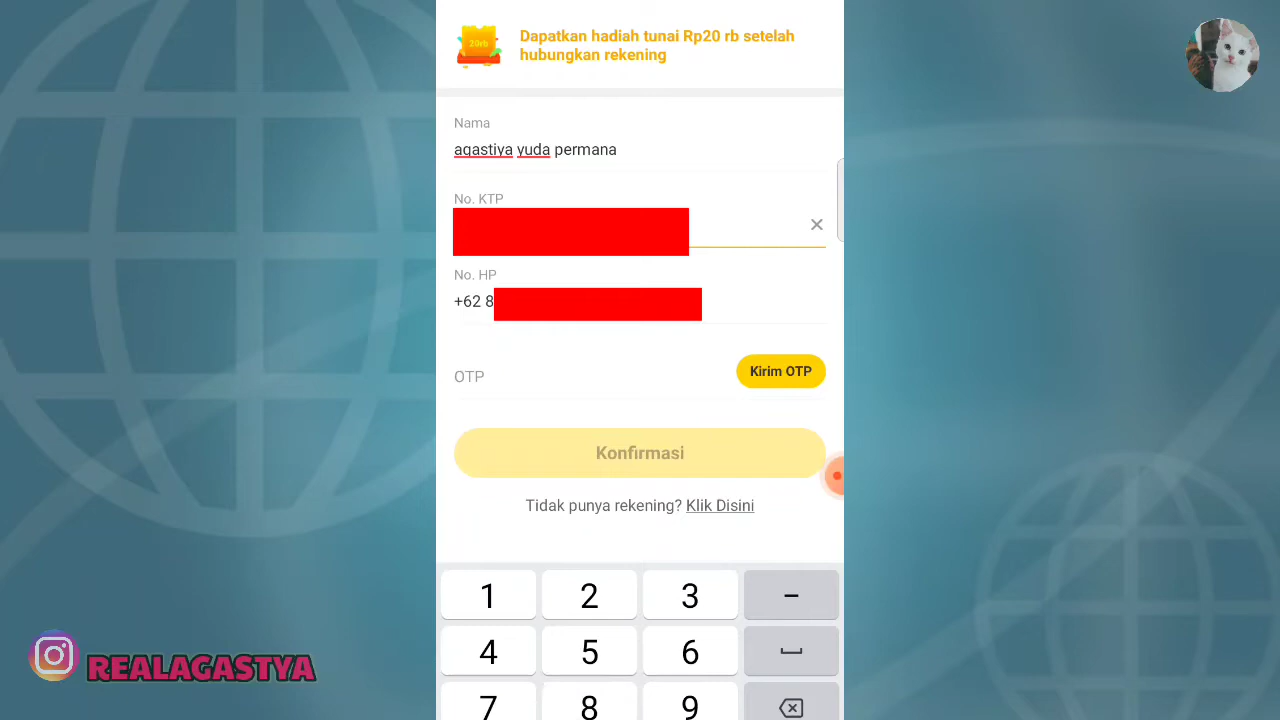 20rb
Dapatkan hadiah tunai Rp20 rb setelah
hubungkan rekening
Nama
agastiya yuda permana
No. KTP
No. HP
+62 8
OTP
Kirim OTP
Konfirmasi
Tidak punya rekening? Klik Disini
1 2 3 –
4 5 6
7 8 9
REALAGASTYA